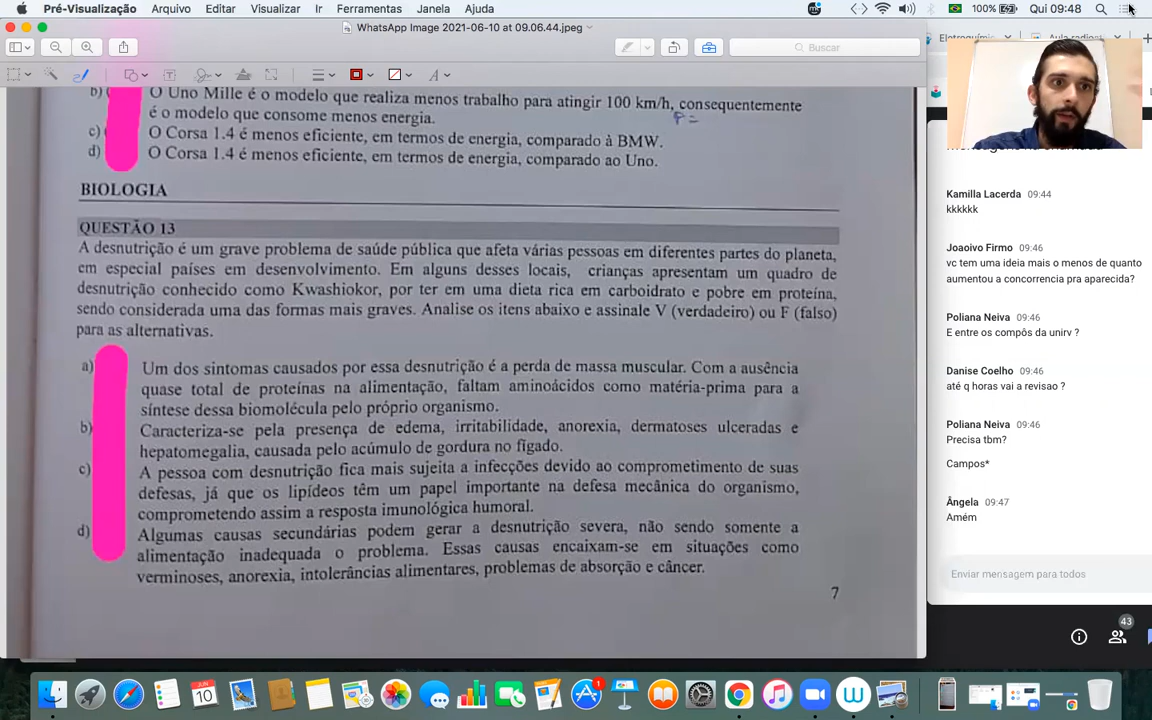 Pré-Visualização Arquivo Editar Visualizar Ir Ferramentas Janela Ajuda 100% Qui 09:48
WhatsApp Image 2021-06-10 at 09.06.44.jpeg
Buscar
b) O Uno Mille é o modelo que realiza menos trabalho para atingir 100 km/h, consequentemente
é o modelo que consome menos energia.
P=
c) O Corsa 1.4 é menos eficiente, em termos de energia, comparado à BMW.
d) O Corsa 1.4 é menos eficiente, em termos de energia, comparado ao Uno.
BIOLOGIA
QUESTÃO 13
A desnutrição é um grave problema de saúde pública que afeta várias pessoas em diferentes partes do planeta,
em especial países em desenvolvimento. Em alguns desses locais, crianças apresentam um quadro de
desnutrição conhecido como Kwashiokor, por ter em uma dieta rica em carboidrato e pobre em proteína,
sendo considerada uma das formas mais graves. Analise os itens abaixo e assinale V (verdadeiro) ou F (falso)
para as alternativas.
a) Um dos sintomas causados por essa desnutrição é a perda de massa muscular. Com a ausência
quase total de proteínas na alimentação, faltam aminoácidos como matéria-prima para a
síntese dessa biomolécula pelo próprio organismo.
b) Caracteriza-se pela presença de edema, irritabilidade, anorexia, dermatoses ulceradas e
hepatomegalia, causada pelo acúmulo de gordura no fígado.
c) A pessoa com desnutrição fica mais sujeita a infecções devido ao comprometimento de suas
defesas, já que os lipídeos têm um papel importante na defesa mecânica do organismo,
comprometendo assim a resposta imunológica humoral.
d) Algumas causas secundárias podem gerar a desnutrição severa, não sendo somente a
alimentação inadequada o problema. Essas causas encaixam-se em situações como
verminoses, anorexia, intolerâncias alimentares, problemas de absorção e câncer.
7
Kamilla Lacerda 09:44
kkkkkk
Joaoivo Firmo 09:46
vc tem uma ideia mais o menos de quanto
aumentou a concorrencia pra aparecida?
Poliana Neiva 09:46
E entre os compôs da unirv ?
Danise Coelho 09:46
até q horas vai a revisao ?
Poliana Neiva 09:46
Precisa tbm?
Campos*
Ângela 09:47
Amém
Enviar mensagem para todos
43
JUN
10
1